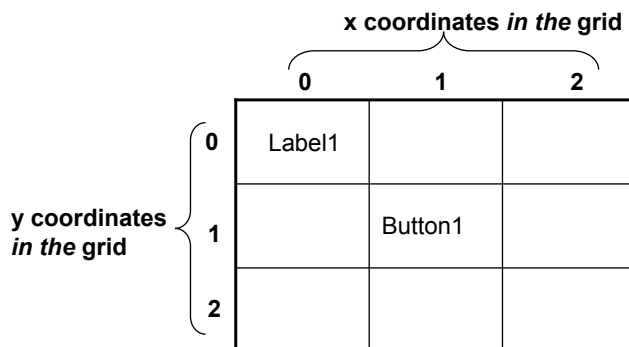 x coordinates in the grid
0 1 2
0 Label1
y coordinates
in the grid
1 Button1
2